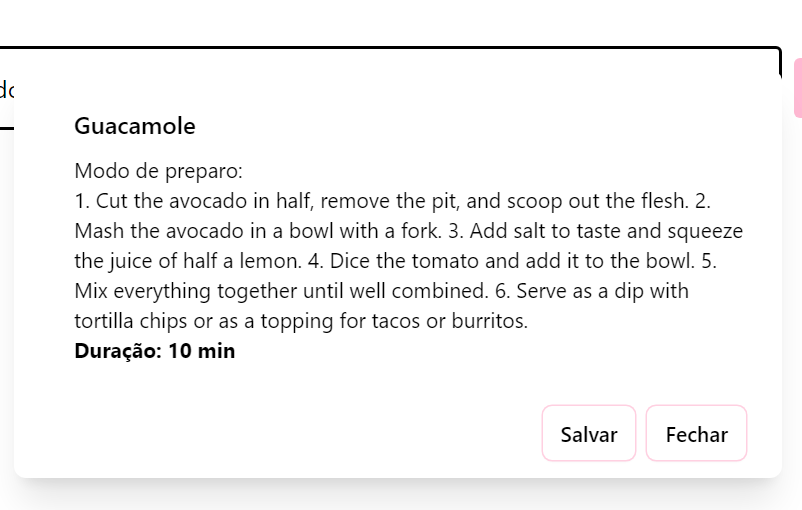 Guacamole
Modo de preparo:
1. Cut the avocado in half, remove the pit, and scoop out the flesh. 2.
Mash the avocado in a bowl with a fork. 3. Add salt to taste and squeeze
the juice of half a lemon. 4. Dice the tomato and add it to the bowl. 5.
Mix everything together until well combined. 6. Serve as a dip with
tortilla chips or as a topping for tacos or burritos.
Duração: 10 min
Salvar
Fechar